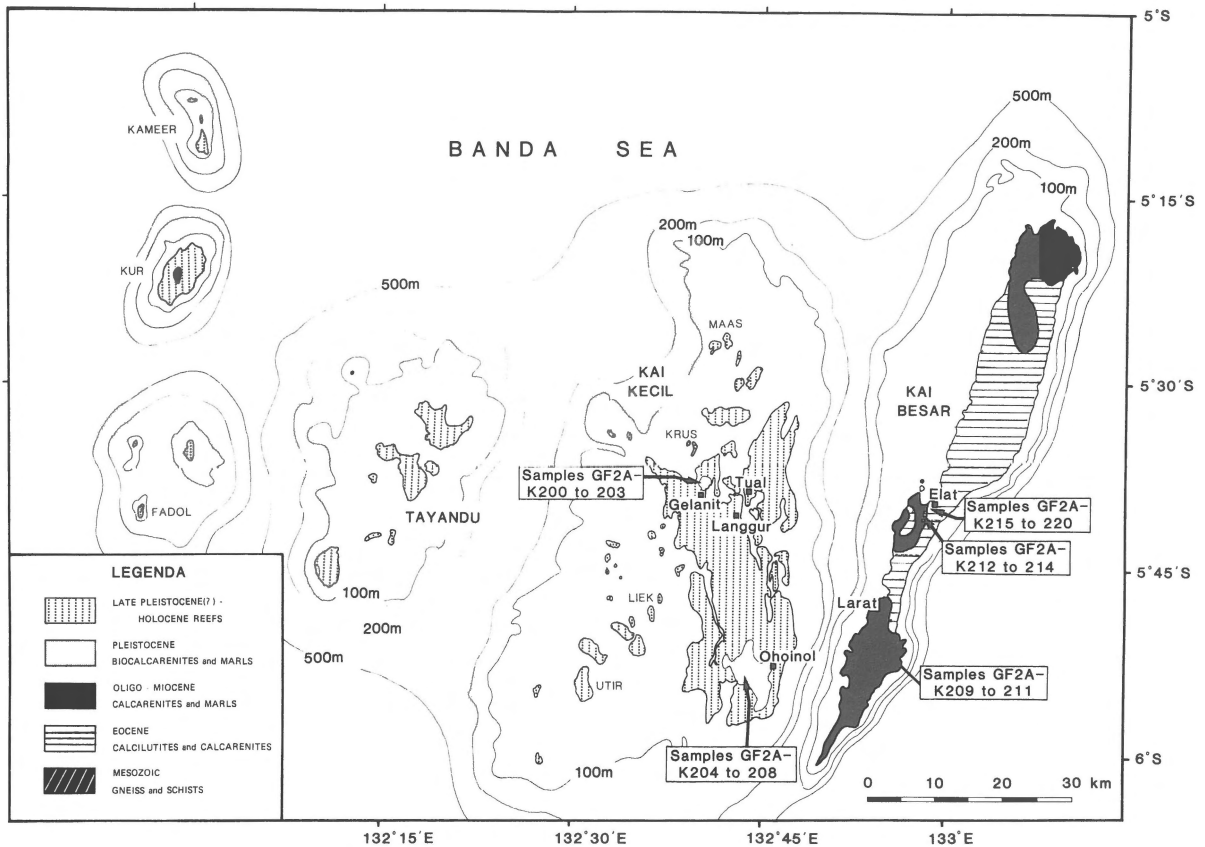 5°S
500m
KAMEER
200m
BANDA SEA
100m
5°15'S
200m
100m
KUR
500m
MAAS
KAI
KECIL
KAI
BESAR
5°30'S
KRUS
Samples GF2A-
K200 to 203
Tual
Gelanit
Elat
FADOL
TAYANDU
Langgur
Samples GF2A-
K215 to 220
Samples GF2A-
K212 to 214
5°45'S
LEGENDA
LATE PLEISTOCENE(?) -
HOLOCENE REEFS
PLEISTOCENE
BIOCALCARENITES and MARLS
OLIGO - MIOCENE
CALCARENITES and MARLS
EOCENE
CALCILUTITES and CALCARENITES
MESOZOIC
GNEISS and SCHISTS
100m
200m
500m
LIEK
Larat
Ohoinol
UTIR
Samples GF2A-
K209 to 211
Samples GF2A-
K204 to 208
100m
6°S
0 10 20 30 km
132°15'E
132°30'E
132°45'E
133°E